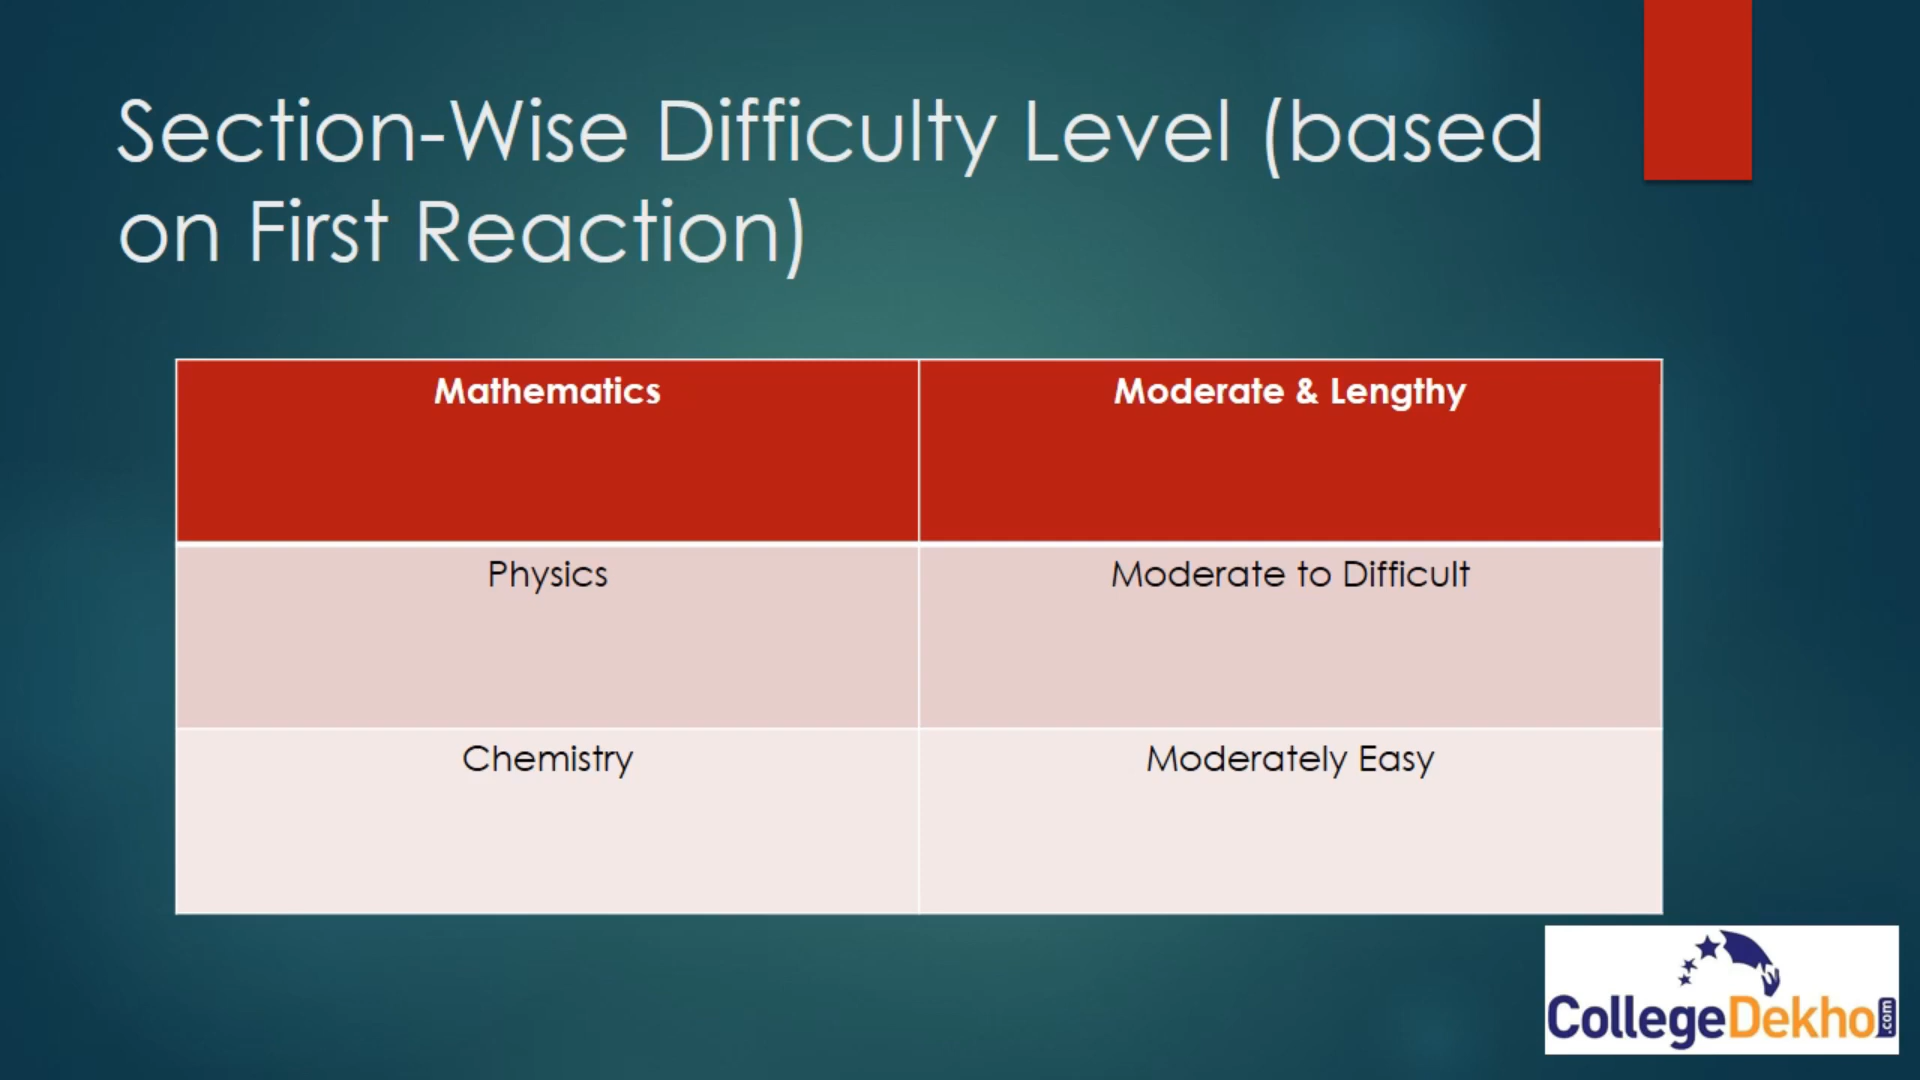 Section-Wise Difficulty Level (based
on First Reaction)
Mathematics Moderate & Lengthy
Physics Moderate to Difficult
Chemistry Moderately Easy
CollegeDekho.com